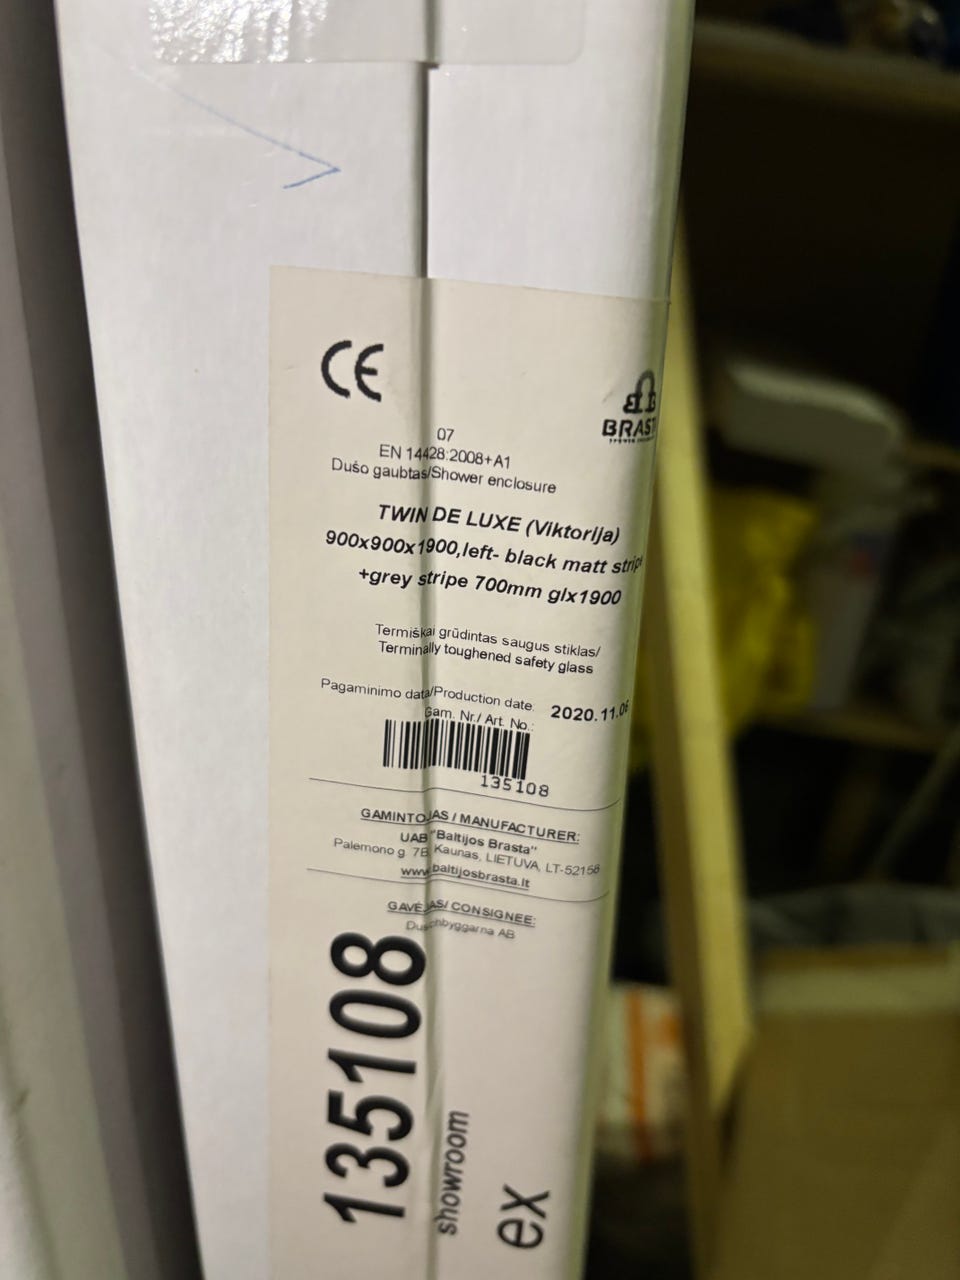 CE
BRAST
07
EN 14428:2008+A1
Dušo gaubtas/Shower enclosure
TWIN DE LUXE (Viktorija)
900x900x1900,left- black matt strip
+grey stripe 700mm glx1900
Termiškai grūdintas saugus stiklas/
Terminally toughened safety glass
Pagaminimo data/Production date: 2020.11.06
Gam. Nr./ Art. No.:
135108
GAMINTOJAS / MANUFACTURER:
UAB "Baltijos Brasta"
Palemono g. 7B, Kaunas, LIETUVA, LT-52158
www.baltijosbrasta.lt
GAVĖJAS/ CONSIGNEE:
Duschbyggarna AB
135108
showroom
ex